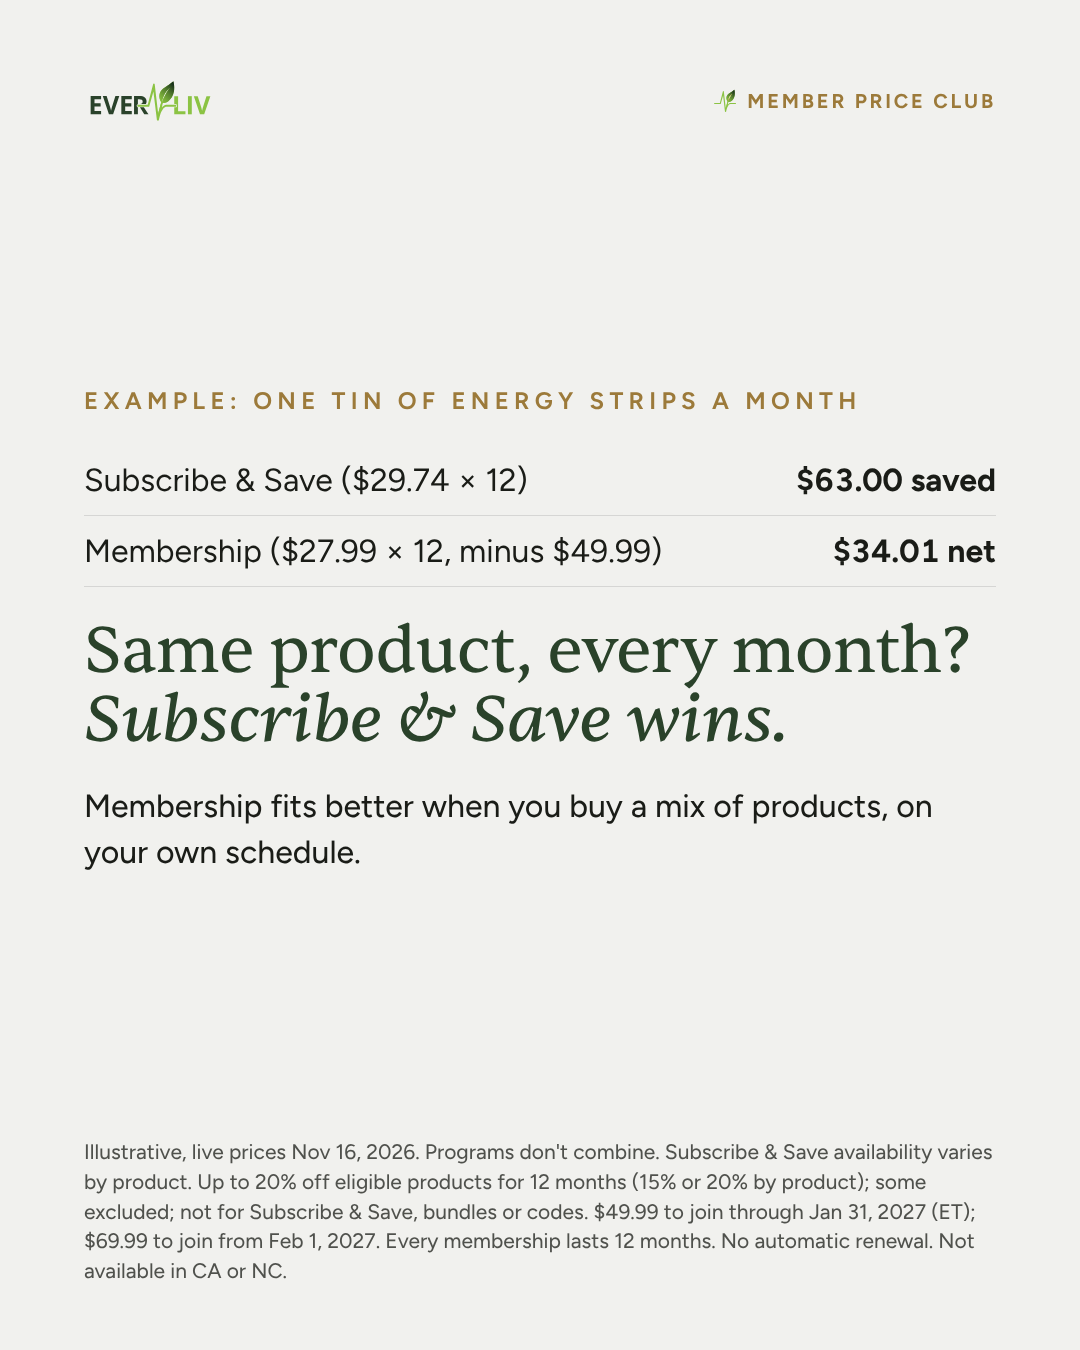 EVER LIV
MEMBER PRICE CLUB
EXAMPLE: ONE TIN OF ENERGY STRIPS A MONTH
Subscribe & Save ($29.74 × 12) $63.00 saved
Membership ($27.99 × 12, minus $49.99) $34.01 net
Same product, every month?
Subscribe & Save wins.
Membership fits better when you buy a mix of products, on
your own schedule.
Illustrative, live prices Nov 16, 2026. Programs don't combine. Subscribe & Save availability varies
by product. Up to 20% off eligible products for 12 months (15% or 20% by product); some
excluded; not for Subscribe & Save, bundles or codes. $49.99 to join through Jan 31, 2027 (ET);
$69.99 to join from Feb 1, 2027. Every membership lasts 12 months. No automatic renewal. Not
available in CA or NC.